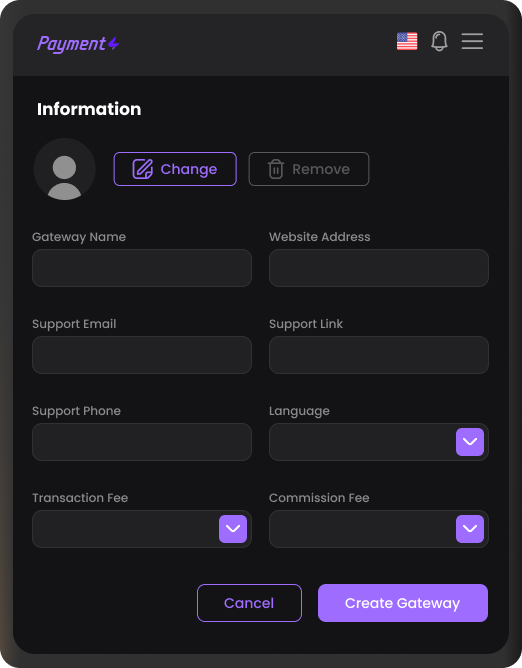 Payment
Information
Change
Remove
Gateway Name
Website Address
Support Email
Support Link
Support Phone
Language
Transaction Fee
Commission Fee
Cancel
Create Gateway